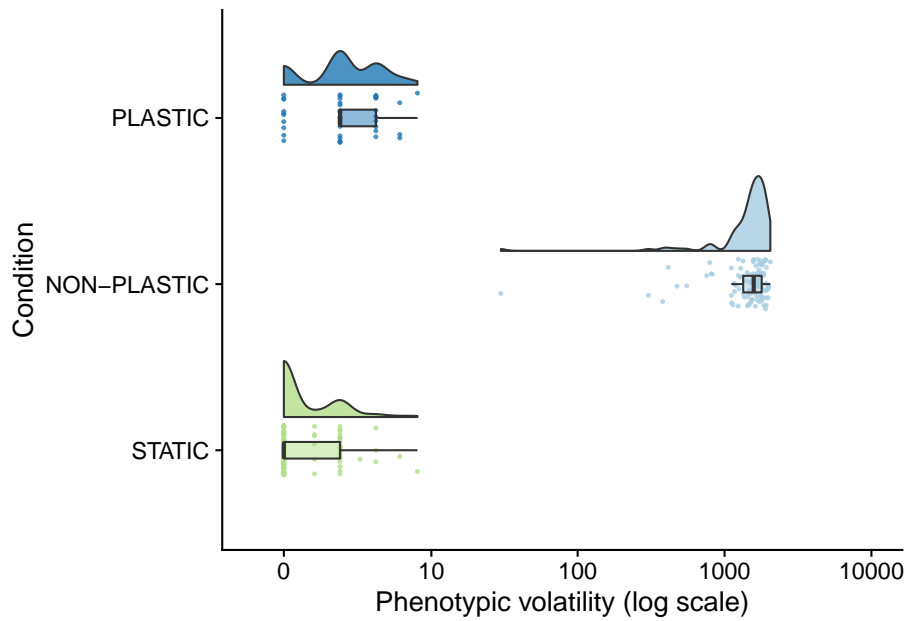 PLASTIC
NON−PLASTIC
STATIC
Condition
0 10 100 1000 10000
Phenotypic volatility (log scale)